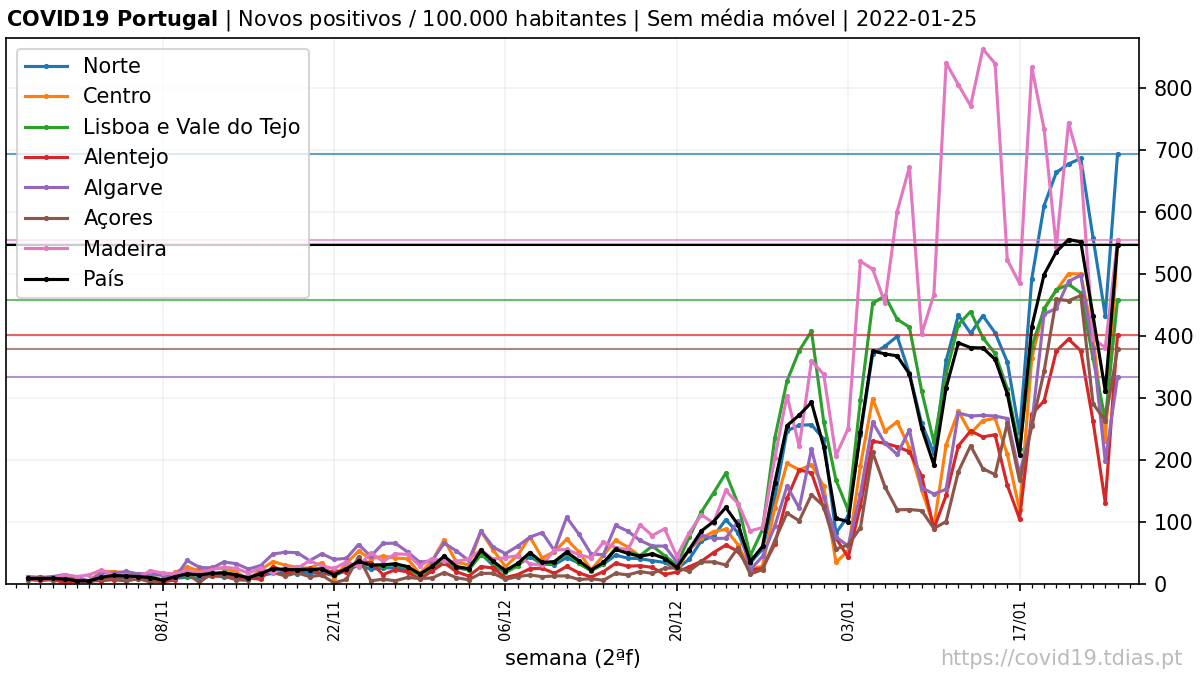 COVID19 Portugal | Novos positivos / 100.000 habitantes | Sem média móvel | 2022-01-25
Norte
Centro
Lisboa e Vale do Tejo
Alentejo
Algarve
Açores
Madeira
País
800
700
600
500
400
300
200
100
0
08/11
22/11
06/12
20/12
03/01
17/01
semana (2ªf)
https://covid19.tdias.pt